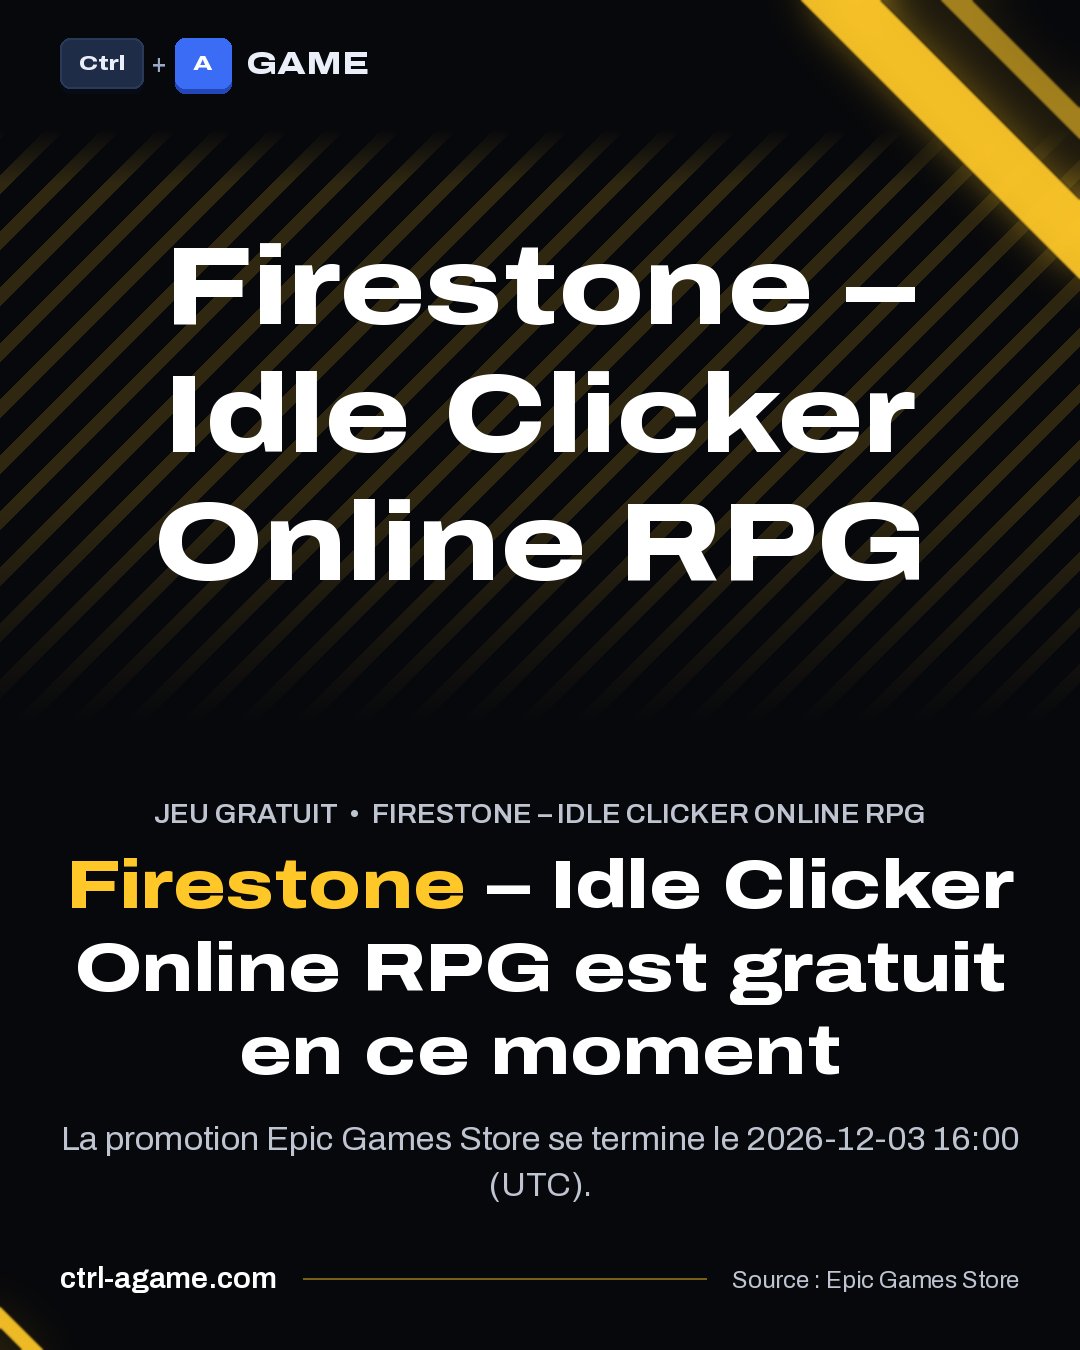 Ctrl + A GAME
Firestone –
Idle Clicker
Online RPG
JEU GRATUIT • FIRESTONE – IDLE CLICKER ONLINE RPG
Firestone – Idle Clicker
Online RPG est gratuit
en ce moment
La promotion Epic Games Store se termine le 2026-12-03 16:00
(UTC).
ctrl-agame.com
Source : Epic Games Store